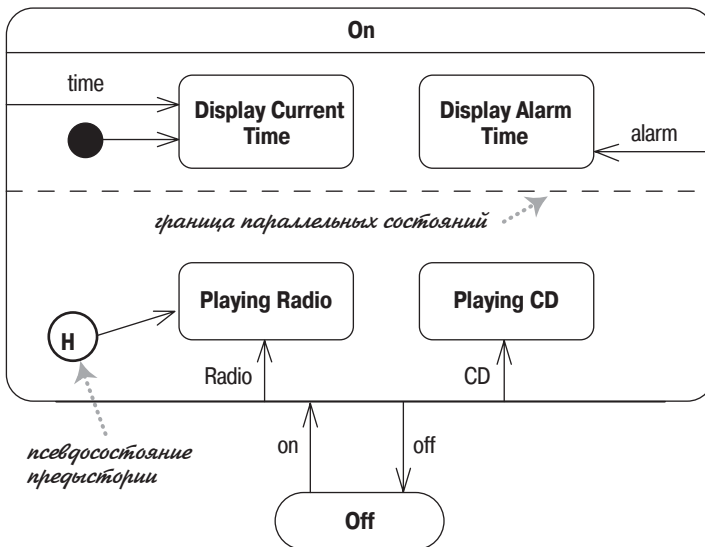 On
time
Display Current
Time
Display Alarm
Time
alarm
граница параллельных состояний
Playing Radio
Playing CD
H
Radio
CD
псевдосостояние
предыстории
on
off
Off